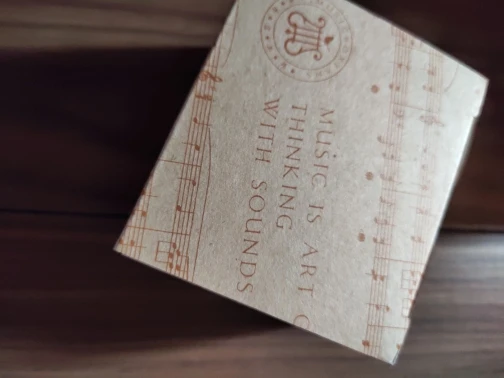 MUSIC IS ART O
THINKING
WITH SOUNDS